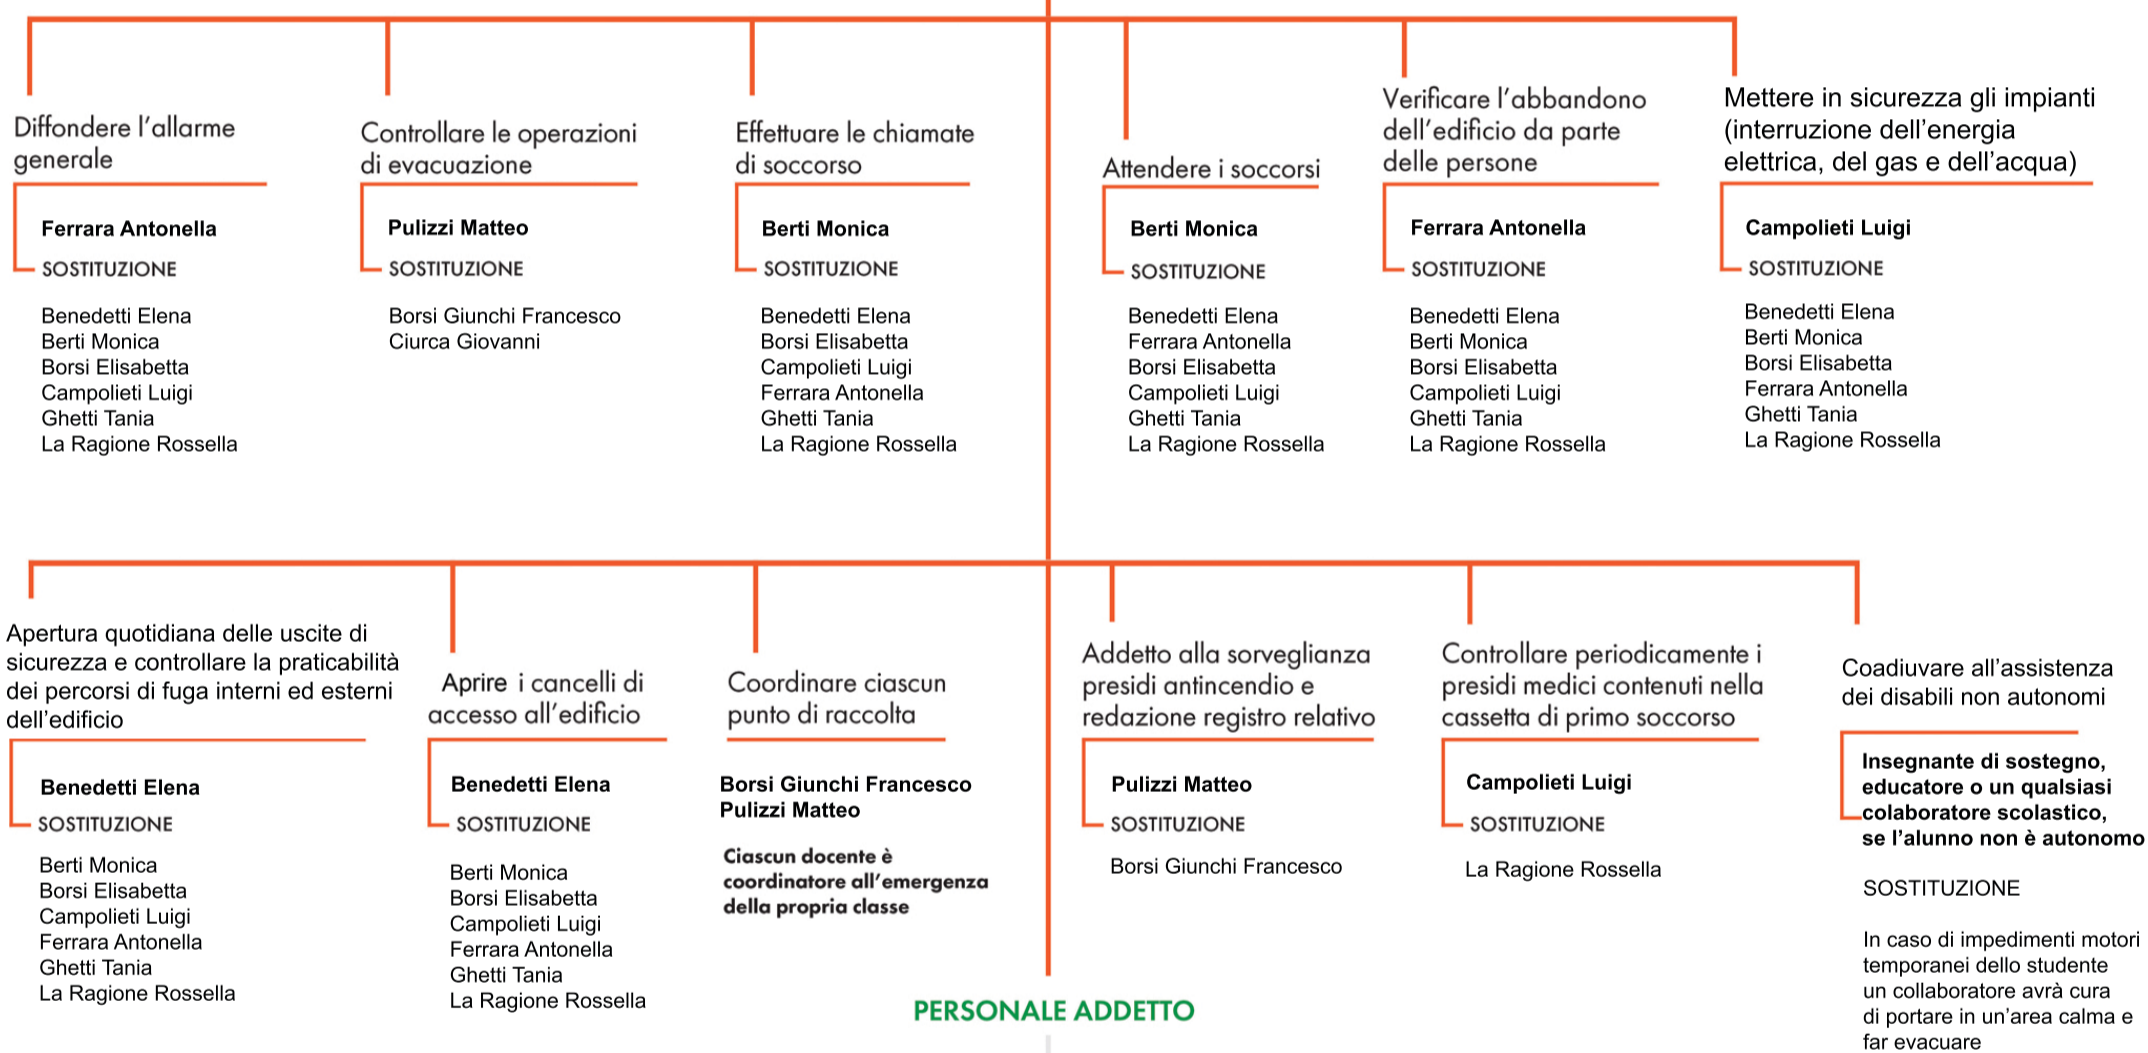 Diffondere l'allarme
generale
Ferrara Antonella
SOSTITUZIONE
Benedetti Elena
Berti Monica
Borsi Elisabetta
Campolieti Luigi
Ghetti Tania
La Ragione Rossella
Controllare le operazioni
di evacuazione
Pulizzi Matteo
SOSTITUZIONE
Borsi Giunchi Francesco
Ciurca Giovanni
Effettuare le chiamate
di soccorso
Berti Monica
SOSTITUZIONE
Benedetti Elena
Borsi Elisabetta
Campolieti Luigi
Ferrara Antonella
Ghetti Tania
La Ragione Rossella
Attendere i soccorsi
Berti Monica
SOSTITUZIONE
Benedetti Elena
Ferrara Antonella
Borsi Elisabetta
Campolieti Luigi
Ghetti Tania
La Ragione Rossella
Verificare l'abbandono
dell'edificio da parte
delle persone
Ferrara Antonella
SOSTITUZIONE
Benedetti Elena
Berti Monica
Borsi Elisabetta
Campolieti Luigi
Ghetti Tania
La Ragione Rossella
Mettere in sicurezza gli impianti
(interruzione dell'energia
elettrica, del gas e dell'acqua)
Campolieti Luigi
SOSTITUZIONE
Benedetti Elena
Berti Monica
Borsi Elisabetta
Ferrara Antonella
Ghetti Tania
La Ragione Rossella
Apertura quotidiana delle uscite di
sicurezza e controllare la praticabilità
dei percorsi di fuga interni ed esterni
dell'edificio
Benedetti Elena
SOSTITUZIONE
Berti Monica
Borsi Elisabetta
Campolieti Luigi
Ferrara Antonella
Ghetti Tania
La Ragione Rossella
Aprire i cancelli di
accesso all'edificio
Benedetti Elena
SOSTITUZIONE
Berti Monica
Borsi Elisabetta
Campolieti Luigi
Ferrara Antonella
Ghetti Tania
La Ragione Rossella
Coordinare ciascun
punto di raccolta
Borsi Giunchi Francesco
Pulizzi Matteo
Ciascun docente è
coordinatore all'emergenza
della propria classe
Addetto alla sorveglianza
presidi antincendio e
redazione registro relativo
Pulizzi Matteo
SOSTITUZIONE
Borsi Giunchi Francesco
Controllare periodicamente i
presidi medici contenuti nella
cassetta di primo soccorso
Campolieti Luigi
SOSTITUZIONE
La Ragione Rossella
Coadiuvare all'assistenza
dei disabili non autonomi
Insegnante di sostegno,
educatore o un qualsiasi
colaboratore scolastico,
se l'alunno non è autonomo
SOSTITUZIONE
In caso di impedimenti motori
temporanei dello studente
un collaboratore avrà cura
di portare in un'area calma e
far evacuare
PERSONALE ADDETTO